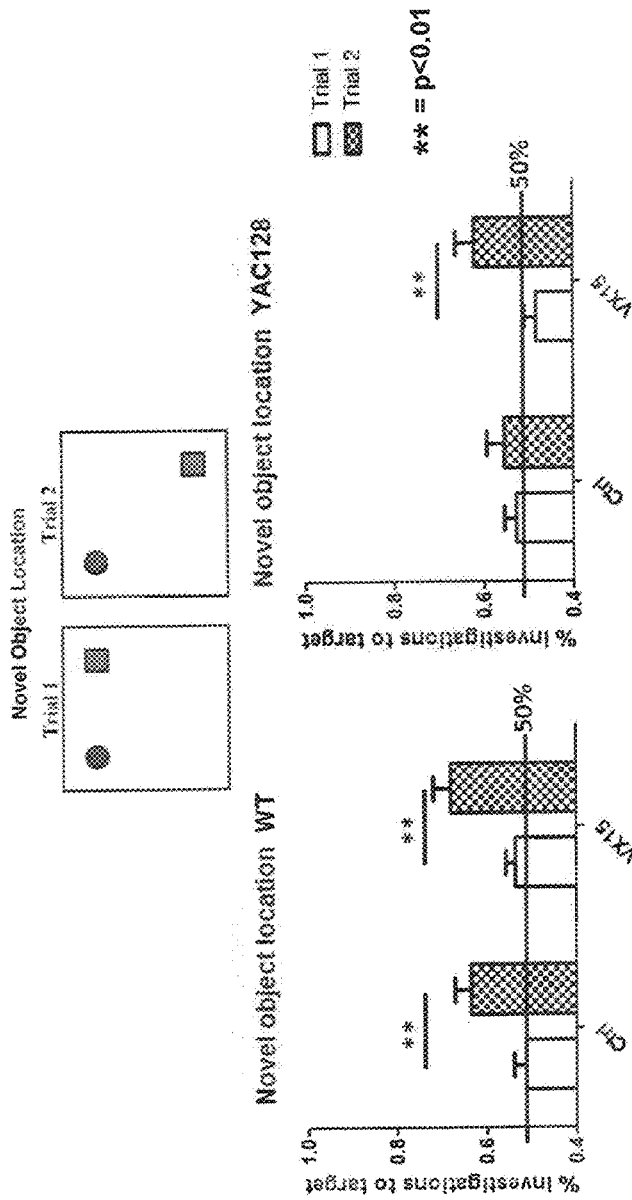 Novel Object Location
Trial 1
Trial 2
Novel object location WT
% investigations to target
1.0
0.8
0.6
0.4
50%
**
**
Ctrl
VX15
Novel object location YAC128
% investigations to target
1.0
0.8
0.6
0.4
50%
**
Ctrl
VX15
Trial 1
Trial 2
** = p<0.01